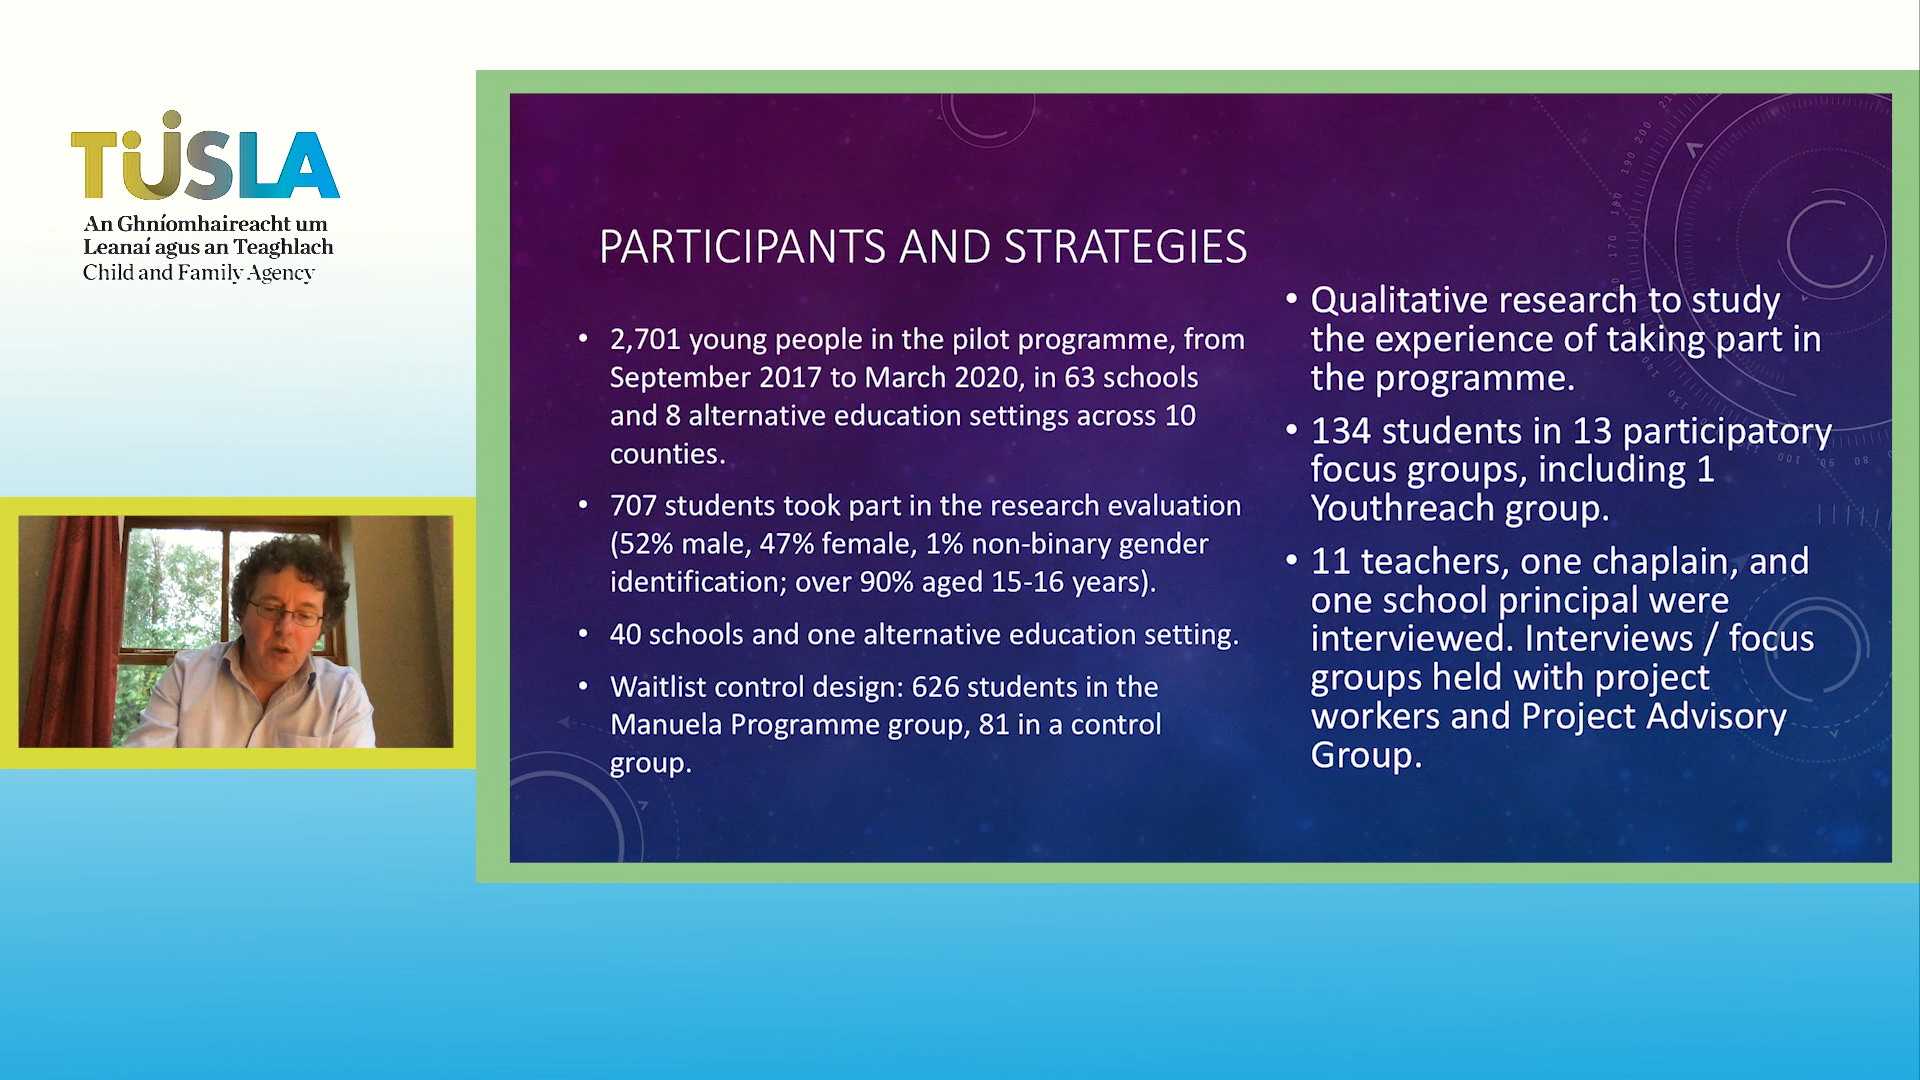 TUSLA
An Ghníomhaireacht um
Leanaí agus an Teaghlach
Child and Family Agency
PARTICIPANTS AND STRATEGIES
• 2,701 young people in the pilot programme, from
September 2017 to March 2020, in 63 schools
and 8 alternative education settings across 10
counties.
• 707 students took part in the research evaluation
(52% male, 47% female, 1% non-binary gender
identification; over 90% aged 15-16 years).
• 40 schools and one alternative education setting.
• Waitlist control design: 626 students in the
Manuela Programme group, 81 in a control
group.
• Qualitative research to study
the experience of taking part in
the programme.
• 134 students in 13 participatory
focus groups, including 1
Youthreach group.
• 11 teachers, one chaplain, and
one school principal were
interviewed. Interviews / focus
groups held with project
workers and Project Advisory
Group.